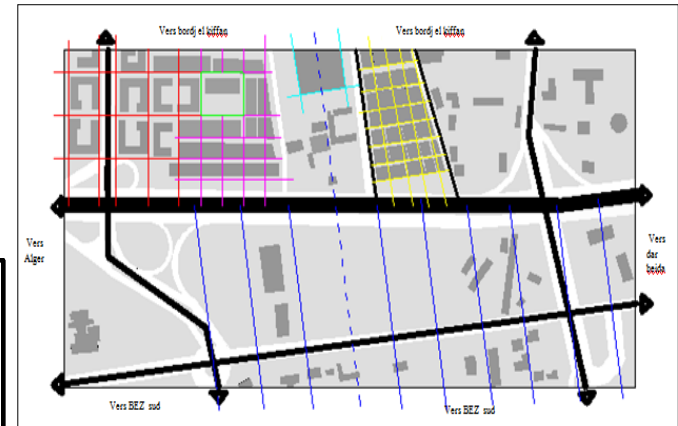 Vers bordj el kiffan
Vers bordj el kiffan
Vers
Alger
Vers
dar
beida
Vers BEZ sud
Vers BEZ sud